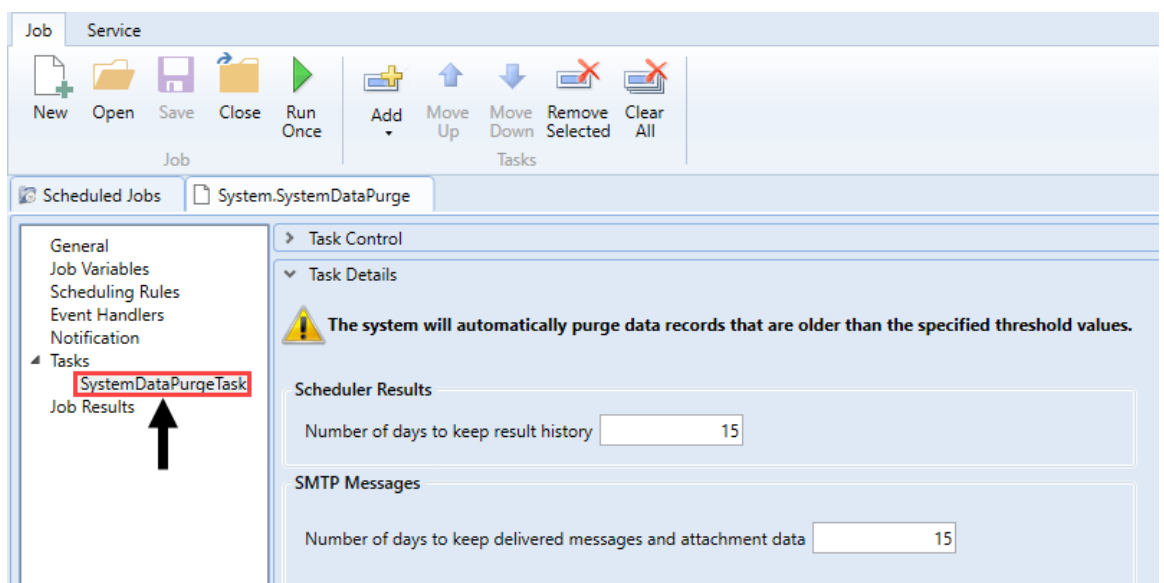 Job Service
New Open Save Close Run Once Add Move Up Move Down Remove Selected Clear All
Job Tasks
Scheduled Jobs System.SystemDataPurge
General
Job Variables
Scheduling Rules
Event Handlers
Notification
Tasks
SystemDataPurgeTask
Job Results
Task Control
Task Details
The system will automatically purge data records that are older than the specified threshold values.
Scheduler Results
Number of days to keep result history 15
SMTP Messages
Number of days to keep delivered messages and attachment data 15